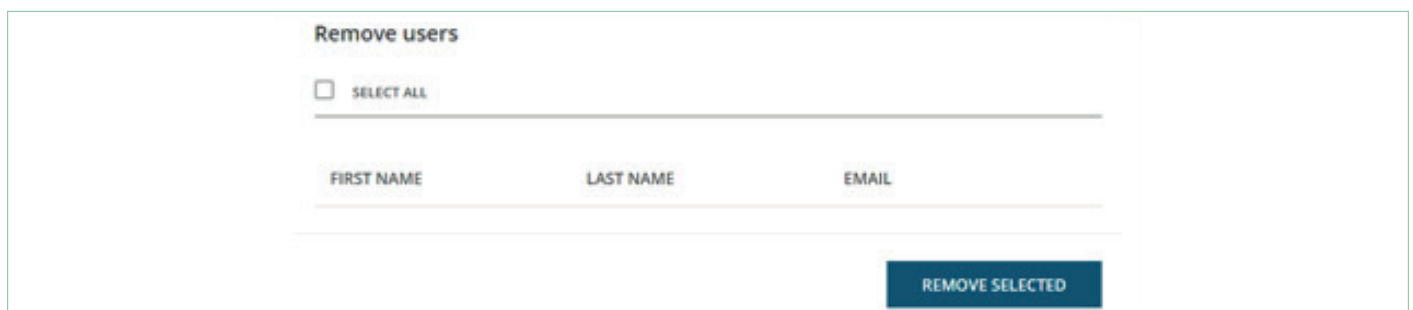 Remove users
SELECT ALL
FIRST NAME LAST NAME EMAIL
REMOVE SELECTED